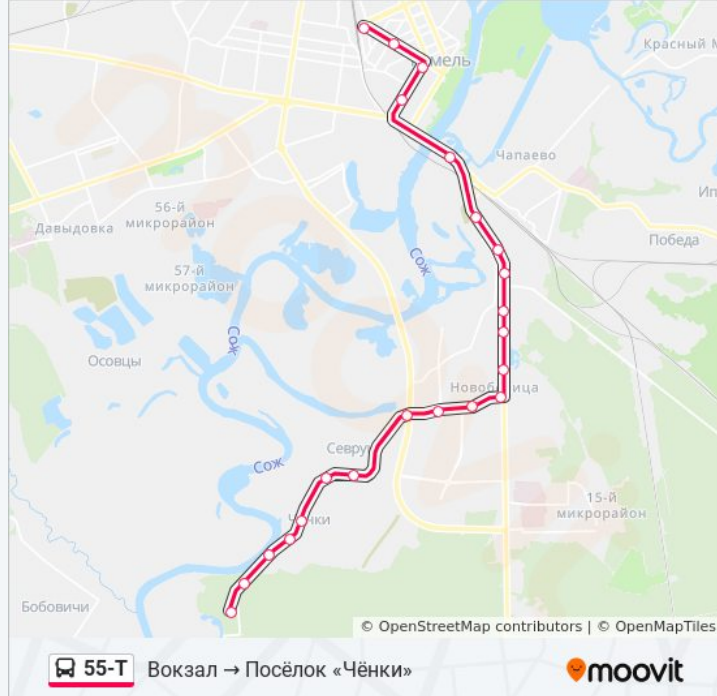 мель
Красный М
Чапаево
Ип
56-й
микрорайон
Давыдовка
Победа
Сож
57-й
микрорайон
Сож
Осовцы
Новобелица
Севру
Сож
15-й
микрорайон
Чёнки
Бобовичи
© OpenStreetMap contributors | © OpenMapTiles
55-Т Вокзал → Посёлок «Чёнки»
moovit